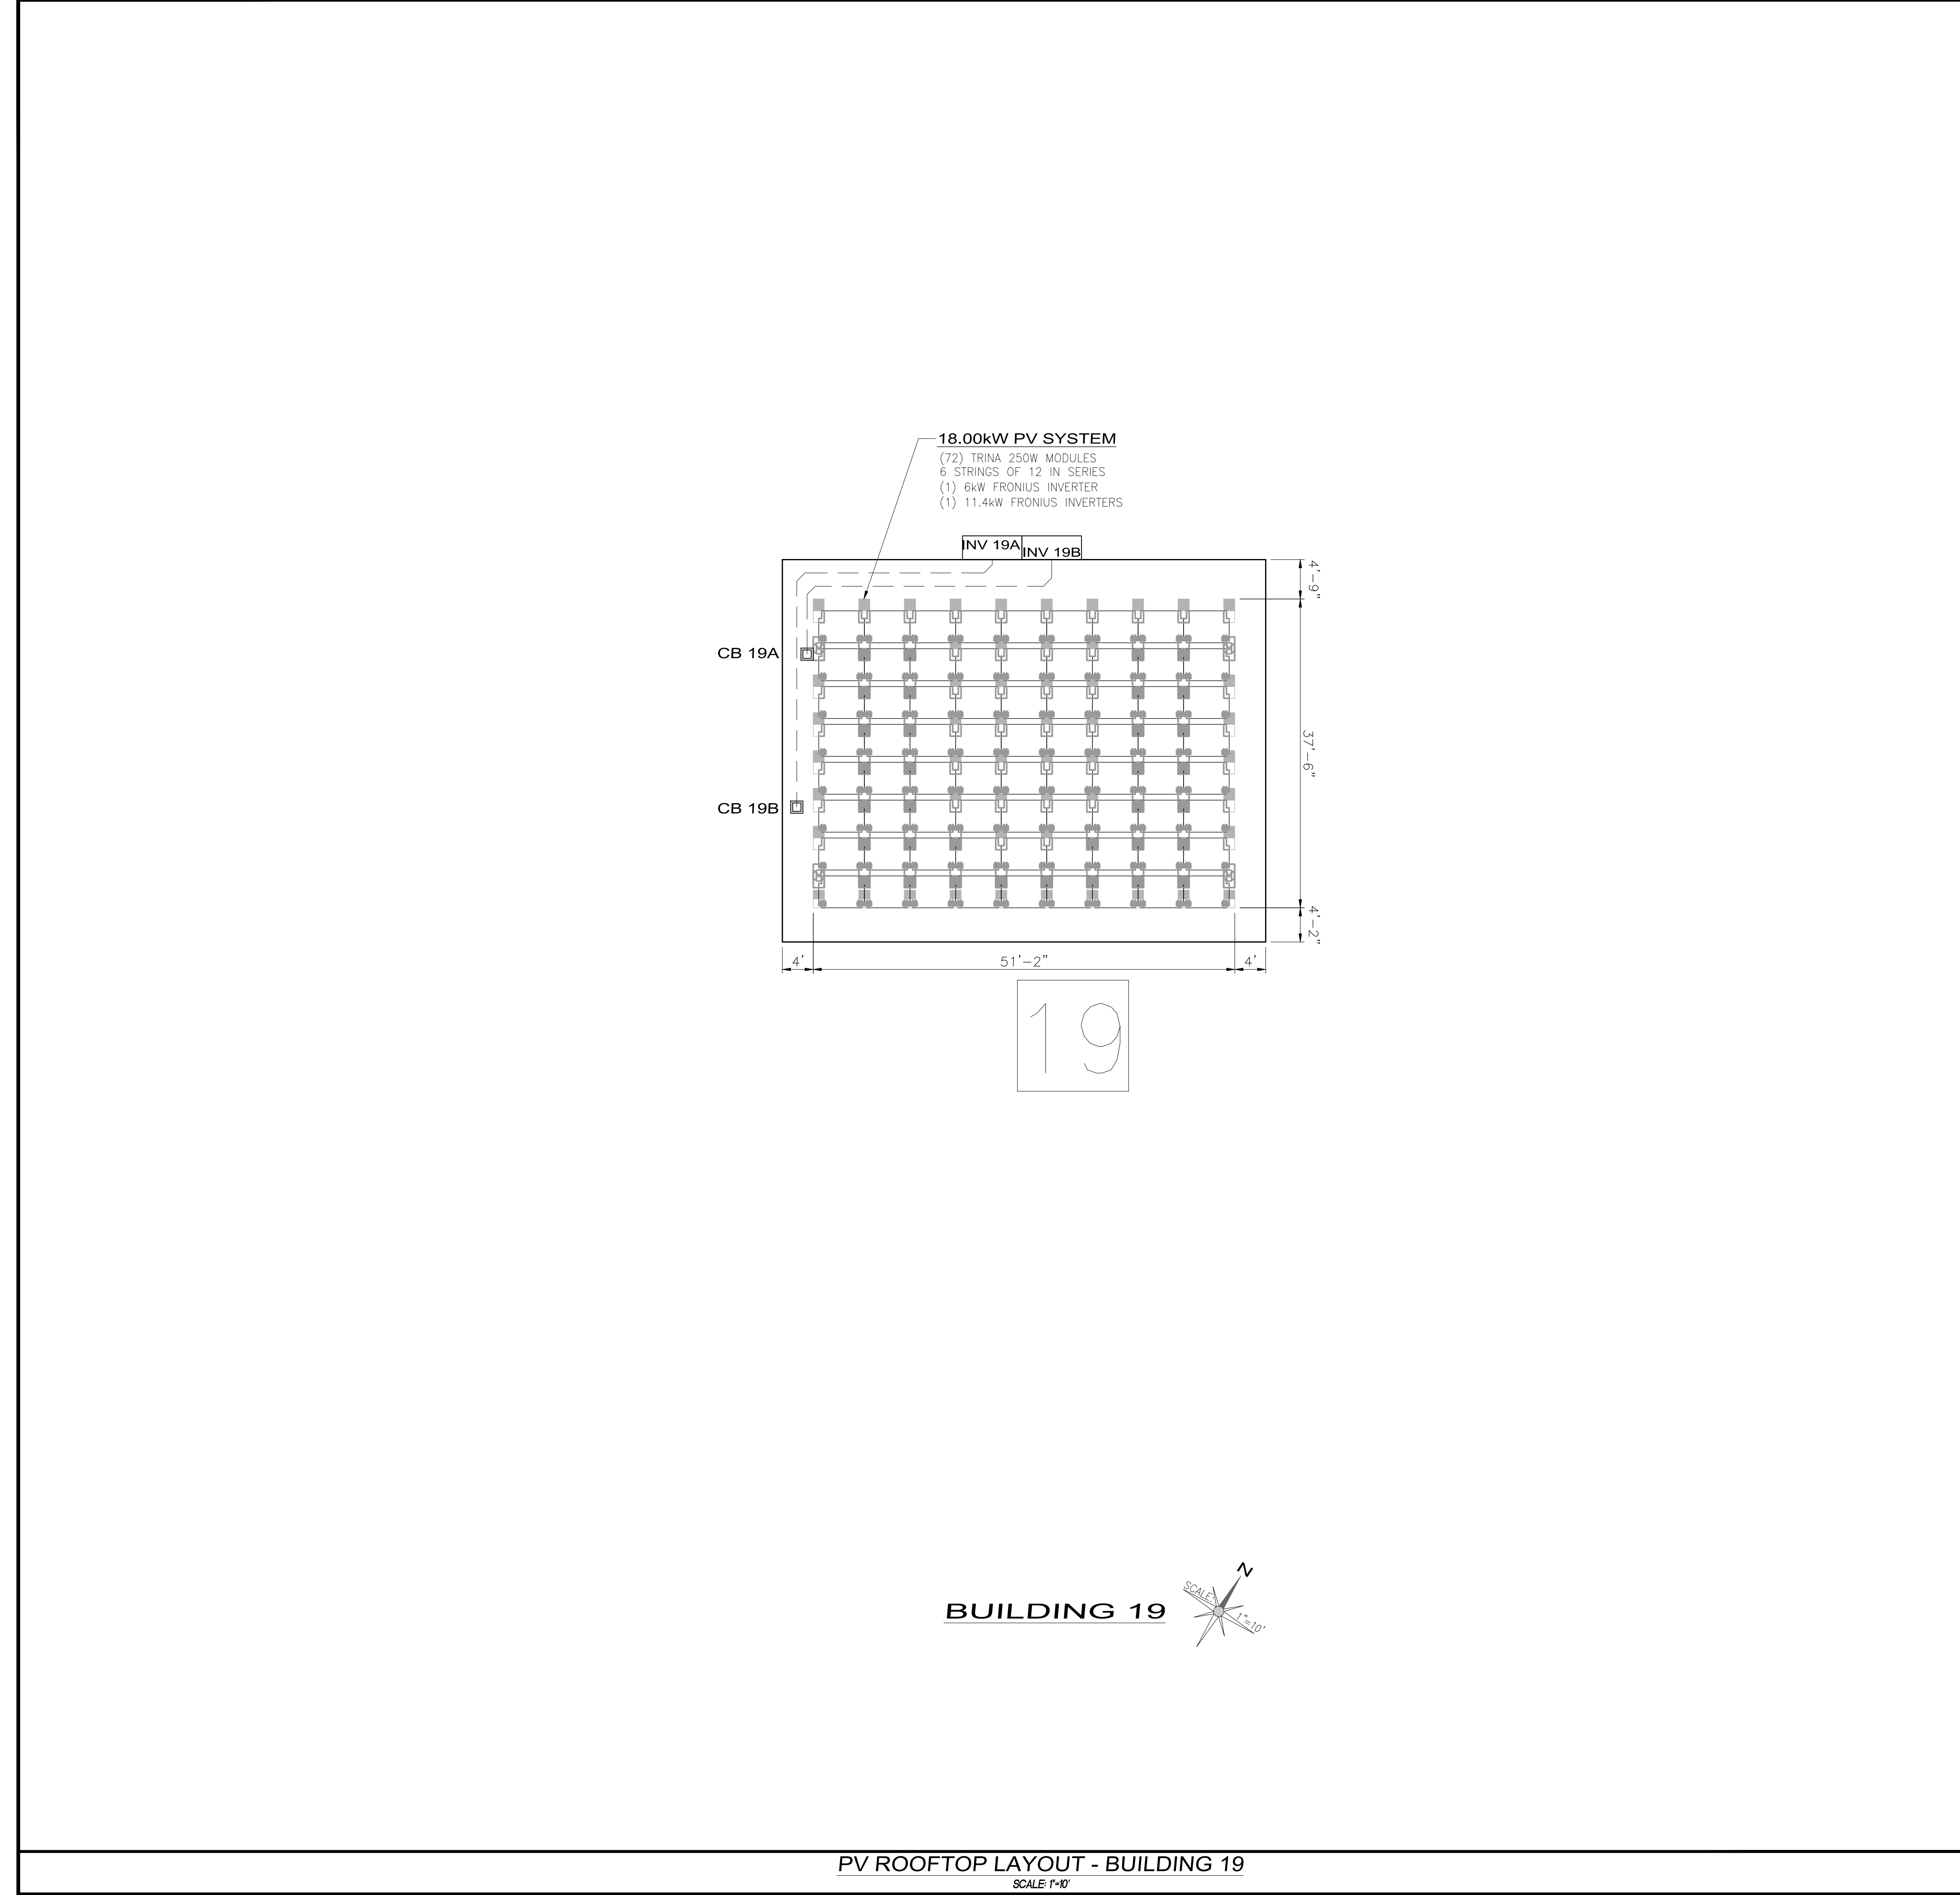 18.00kW PV SYSTEM
(72) TRINA 250W MODULES
6 STRINGS OF 12 IN SERIES
(1) 6kW FRONIUS INVERTER
(1) 11.4kW FRONIUS INVERTERS
INV 19A
INV 19B
4'-9"
CB 19A
M
M
37'-6"
CB 19B
M
M
4'-2"
4'
51'-2"
4'
19
N
SCALE:
1"=10'
BUILDING 19
PV ROOFTOP LAYOUT - BUILDING 19
SCALE: 1"=10'